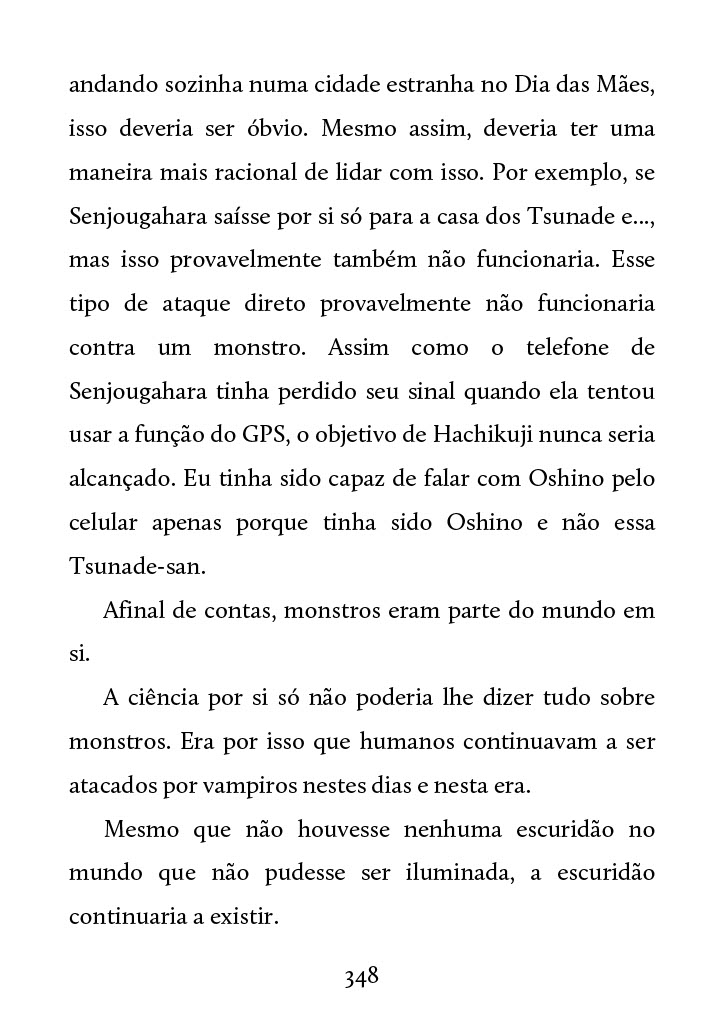 andando sozinha numa cidade estranha no Dia das Mães,
isso deveria ser óbvio. Mesmo assim, deveria ter uma
maneira mais racional de lidar com isso. Por exemplo, se
Senjougahara saísse por si só para a casa dos Tsunade e...,
mas isso provavelmente também não funcionaria. Esse
tipo de ataque direto provavelmente não funcionaria
contra um monstro. Assim como o telefone de
Senjougahara tinha perdido seu sinal quando ela tentou
usar a função do GPS, o objetivo de Hachikuji nunca seria
alcançado. Eu tinha sido capaz de falar com Oshino pelo
celular apenas porque tinha sido Oshino e não essa
Tsunade-san.
Afinal de contas, monstros eram parte do mundo em
si.
A ciência por si só não poderia lhe dizer tudo sobre
monstros. Era por isso que humanos continuavam a ser
atacados por vampiros nestes dias e nesta era.
Mesmo que não houvesse nenhuma escuridão no
mundo que não pudesse ser iluminada, a escuridão
continuaria a existir.
348